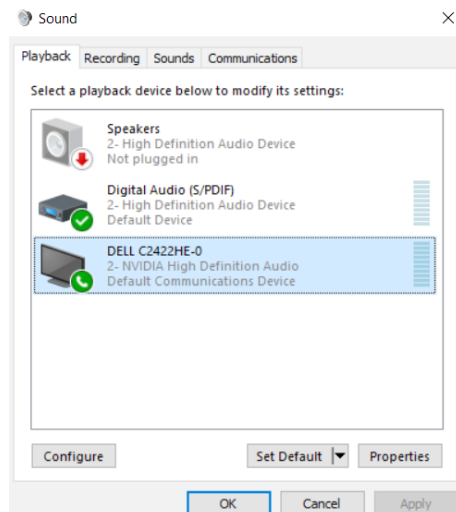 Sound
Playback Recording Sounds Communications
Select a playback device below to modify its settings:
Speakers
2- High Definition Audio Device
Not plugged in
Digital Audio (S/PDIF)
2- High Definition Audio Device
Default Device
DELL C2422HE-0
2- NVIDIA High Definition Audio
Default Communications Device
Configure Set Default Properties
OK Cancel Apply